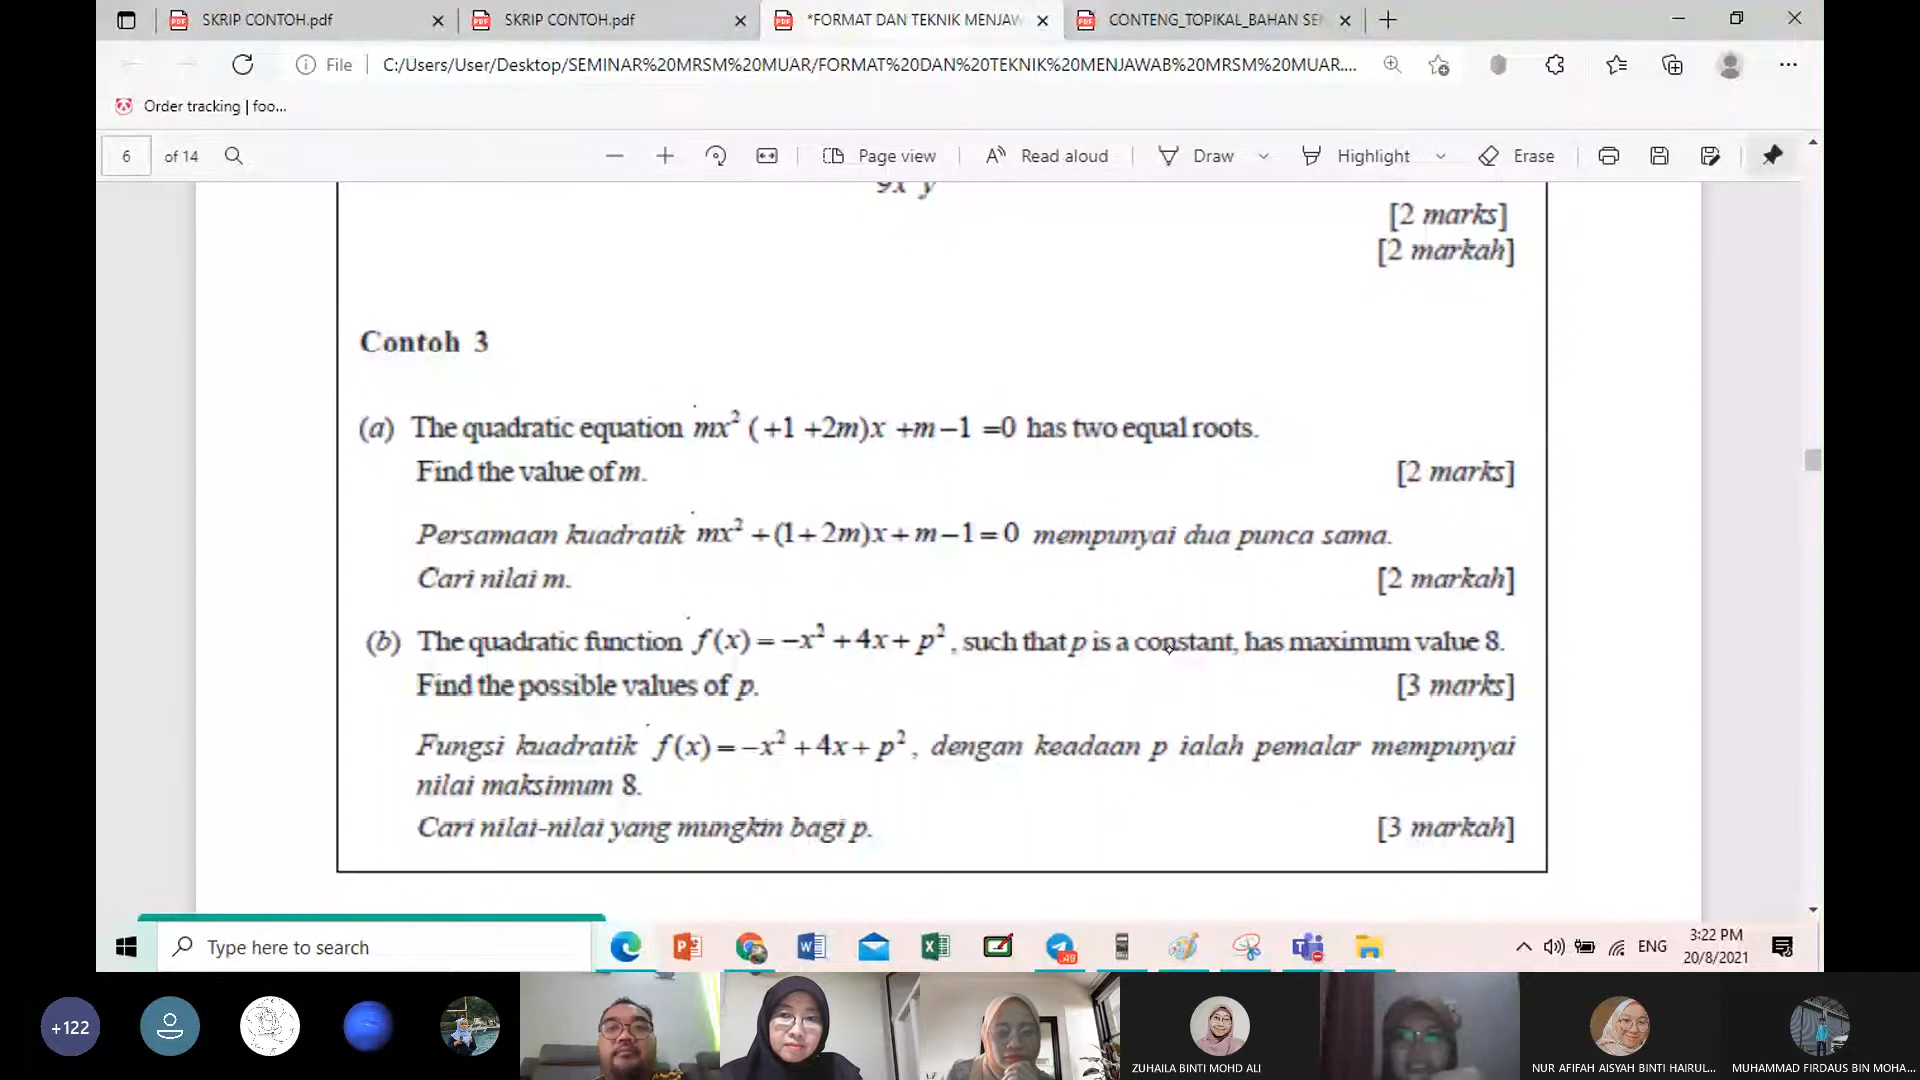 SKRIP CONTOH.pdf
SKRIP CONTOH.pdf
*FORMAT DAN TEKNIK MENJAW
CONTENG_TOPIKAL_BAHAN SE
File
C:/Users/User/Desktop/SEMINAR%20MRSM%20MUAR/FORMAT%20DAN%20TEKNIK%20MENJAWAB%20MRSM%20MUAR....
Order tracking | foo...
6 of 14
Page view
Read aloud
Draw
Highlight
Erase
9x y
[2 marks]
[2 markah]
Contoh 3
(a) The quadratic equation mx² (+1 +2m)x +m−1 =0 has two equal roots.
Find the value of m. [2 marks]
Persamaan kuadratik mx² +(1+2m)x+m−1=0 mempunyai dua punca sama.
Cari nilai m. [2 markah]
(b) The quadratic function f(x)=−x²+4x+p², such that p is a constant, has maximum value 8.
Find the possible values of p. [3 marks]
Fungsi kuadratik f(x)=−x²+4x+p², dengan keadaan p ialah pemalar mempunyai
nilai maksimum 8.
Cari nilai-nilai yang mungkin bagi p. [3 markah]
Type here to search
49
ENG
3:22 PM
20/8/2021
+122
ZUHAILA BINTI MOHD ALI
NUR AFIFAH AISYAH BINTI HAIRUL...
MUHAMMAD FIRDAUS BIN MOHA...